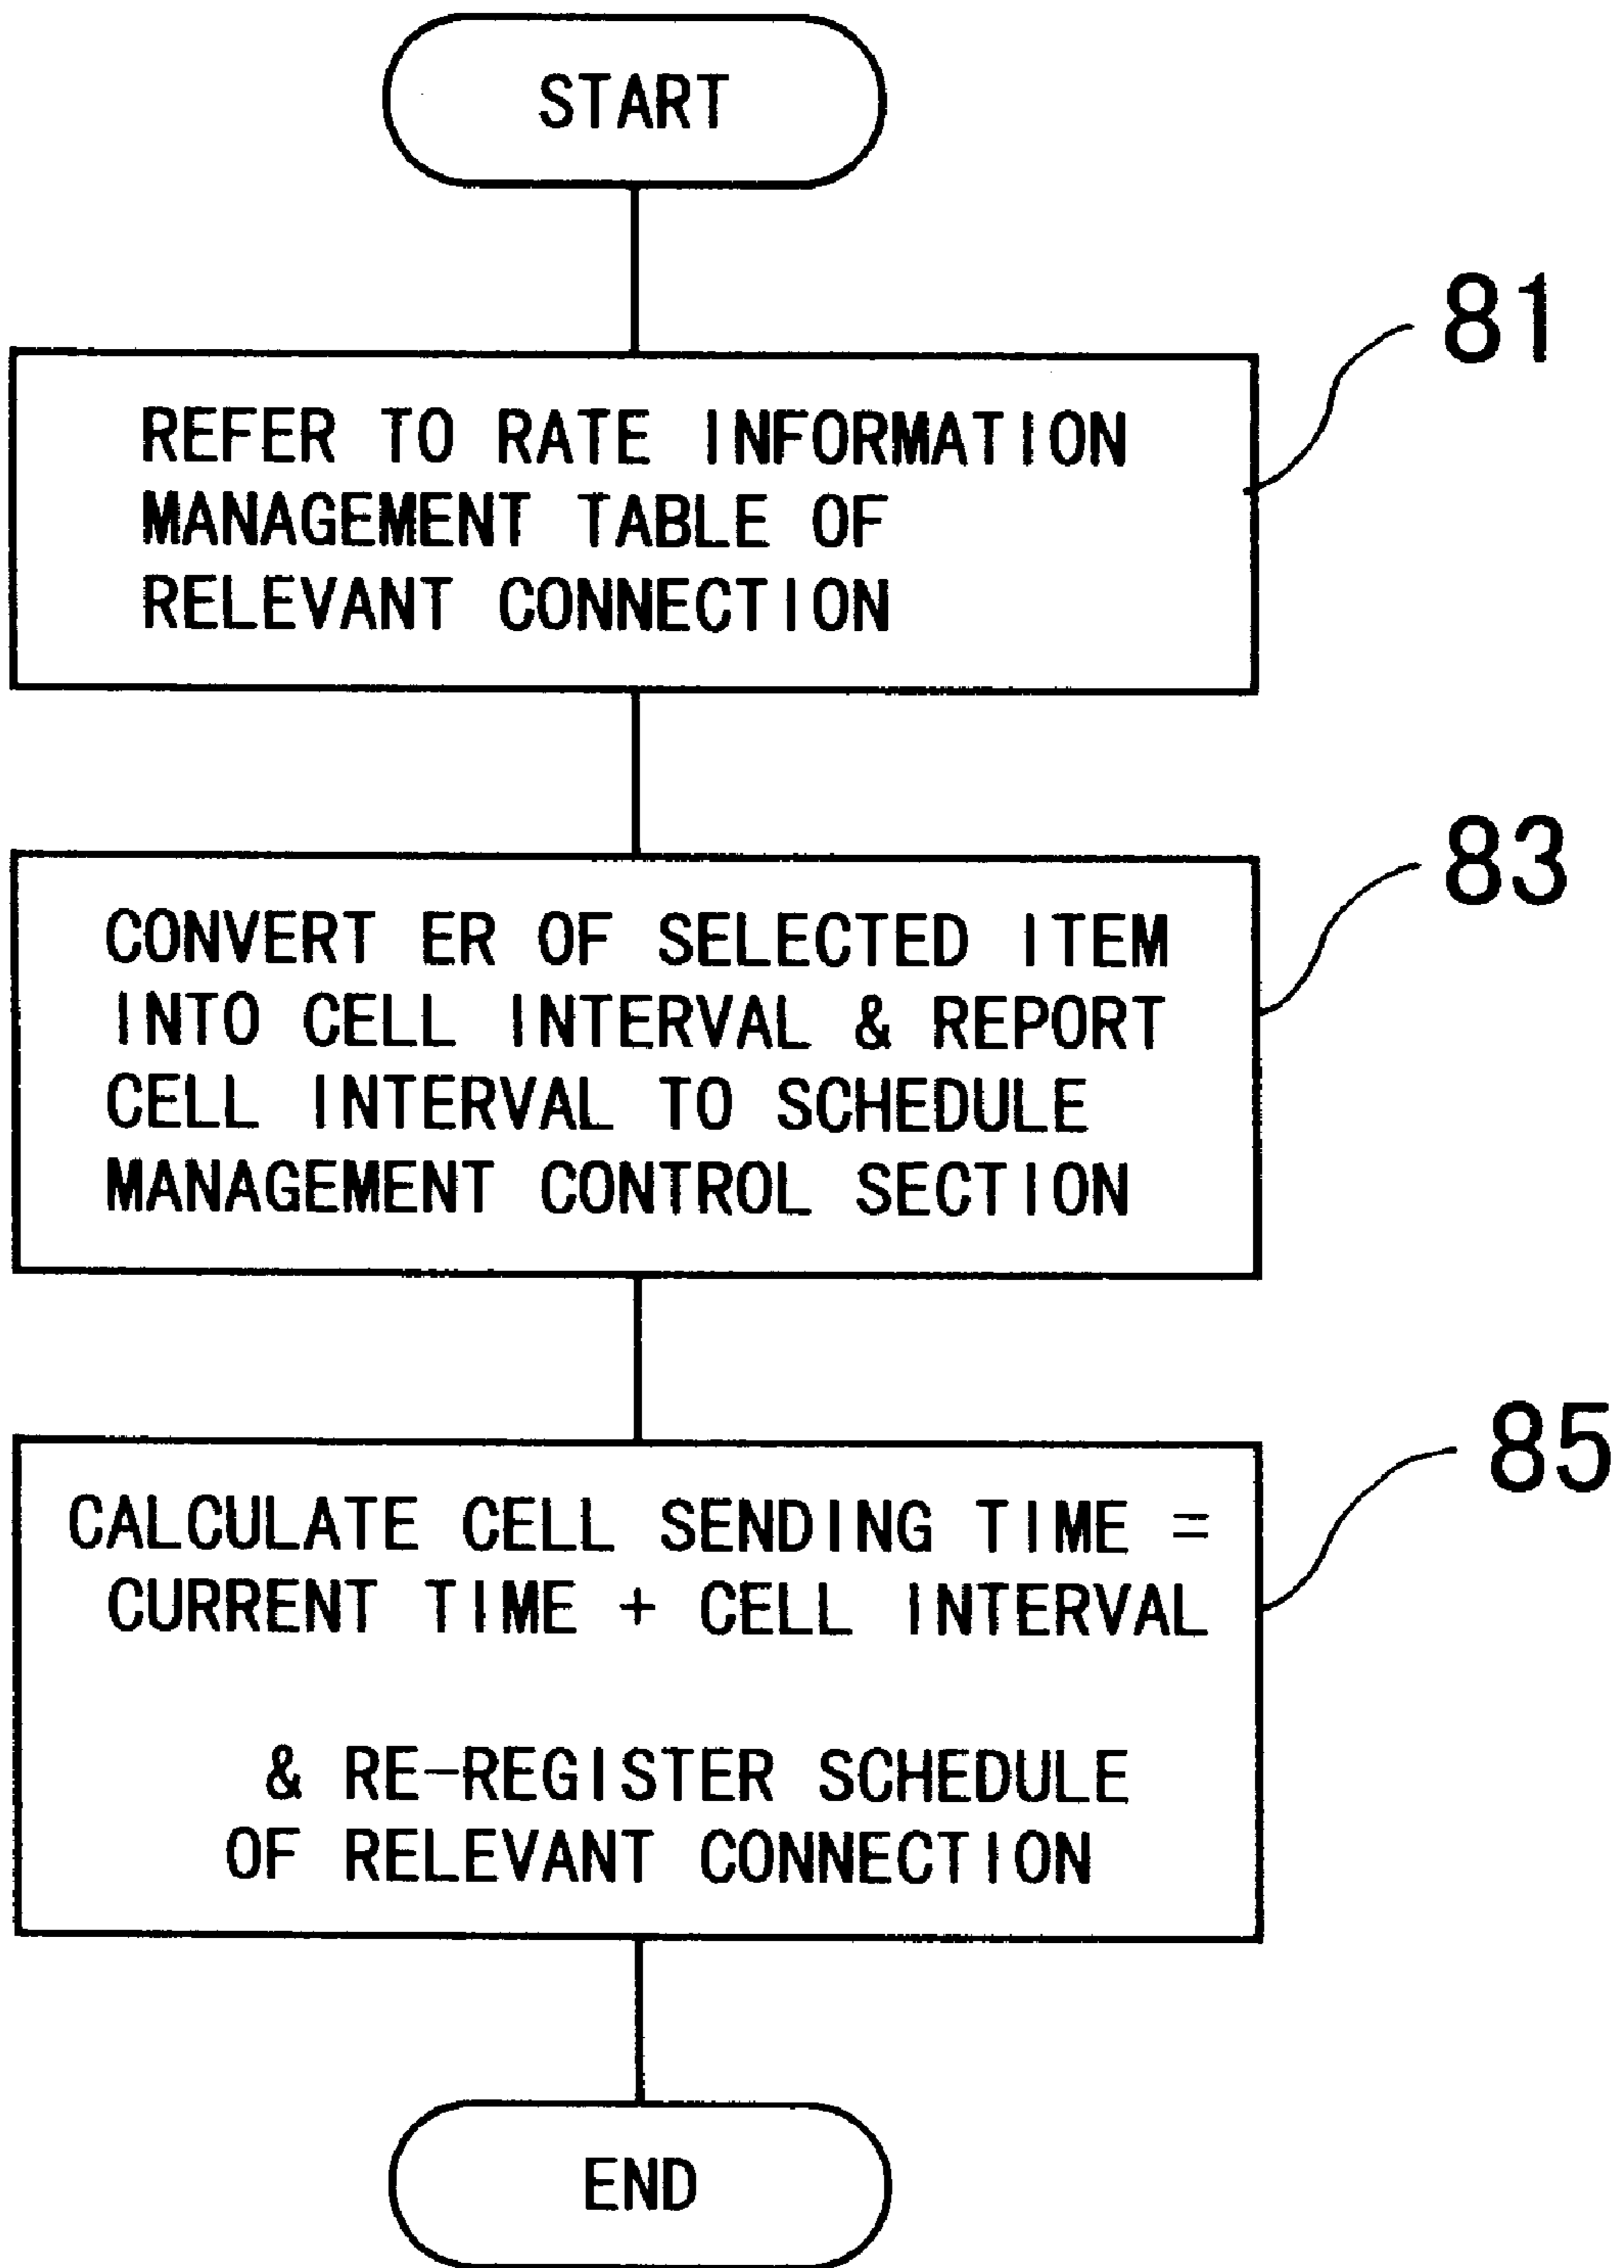 START
81
REFER TO RATE INFORMATION
MANAGEMENT TABLE OF
RELEVANT CONNECTION
83
CONVERT ER OF SELECTED ITEM
INTO CELL INTERVAL & REPORT
CELL INTERVAL TO SCHEDULE
MANAGEMENT CONTROL SECTION
85
CALCULATE CELL SENDING TIME =
CURRENT TIME + CELL INTERVAL
& RE-REGISTER SCHEDULE
OF RELEVANT CONNECTION
END